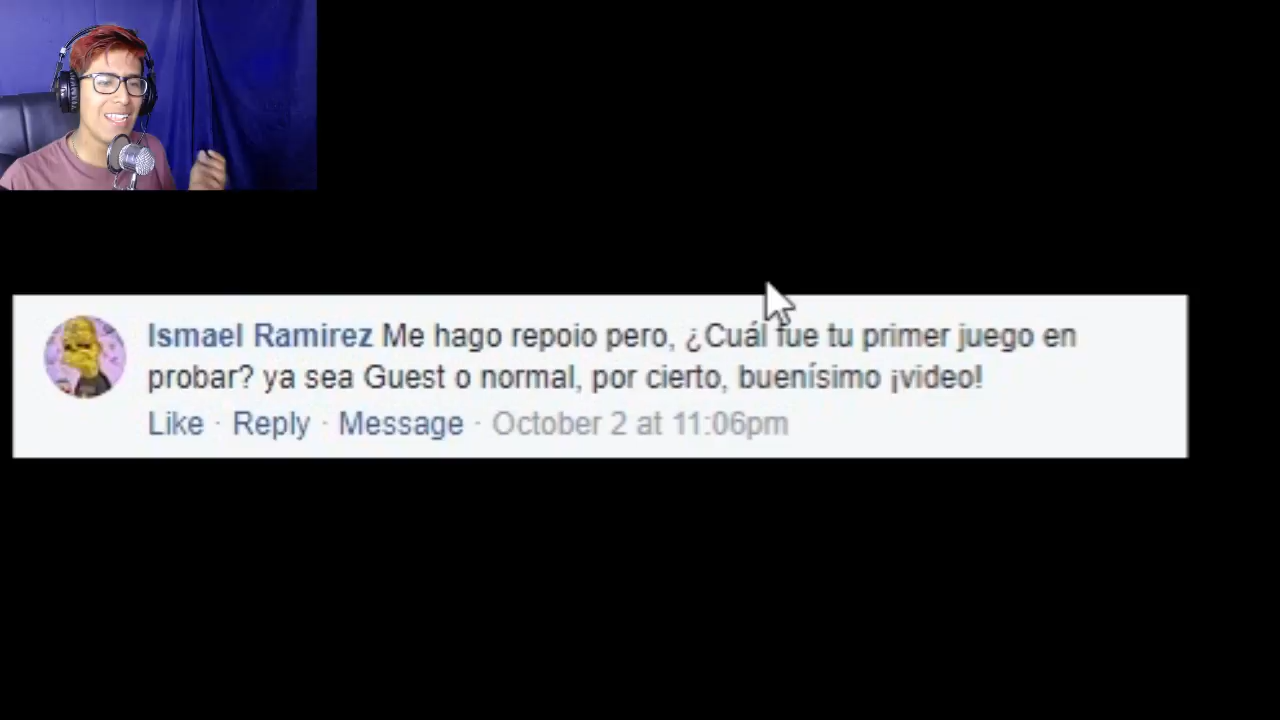 Ismael Ramirez Me hago repoio pero, ¿Cuál fue tu primer juego en
probar? ya sea Guest o normal, por cierto, buenísimo ¡video!
Like · Reply · Message · October 2 at 11:06pm